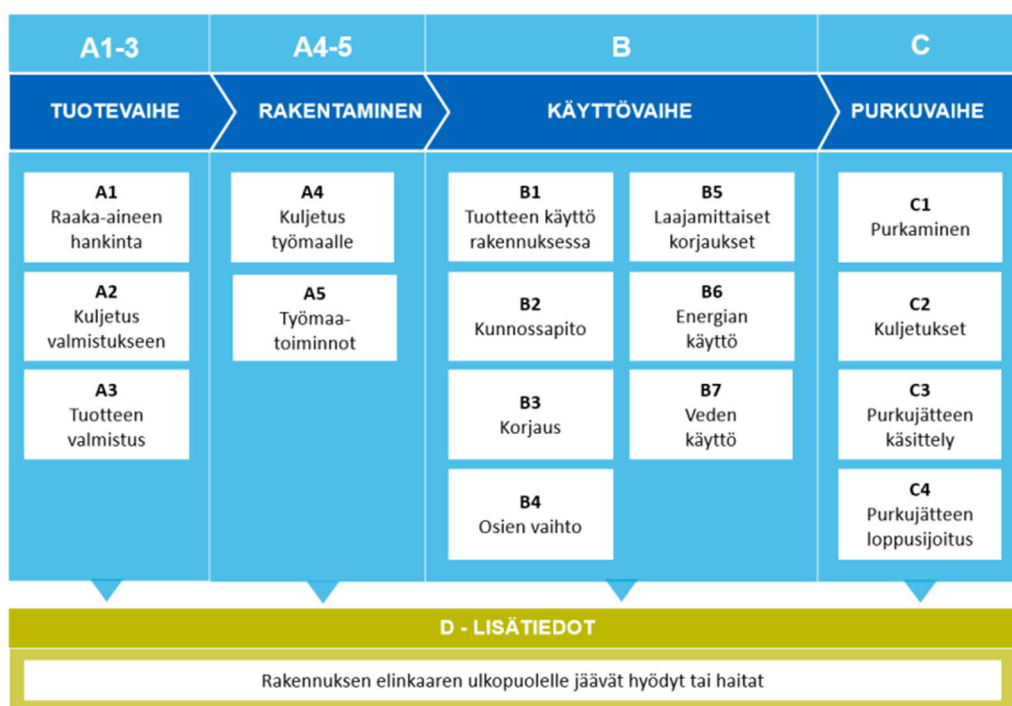 A1-3
A4-5
B
C
TUOTEVAIHE
RAKENTAMINEN
KÄYTTÖVAIHE
PURKUVAIHE
A1
Raaka-aineen
hankinta
A2
Kuljetus
valmistukseen
A3
Tuotteen
valmistus
A4
Kuljetus
työmaalle
A5
Työmaa-
toiminnot
B1
Tuotteen käyttö
rakennuksessa
B2
Kunnossapito
B3
Korjaus
B4
Osien vaihto
B5
Laajamittaiset
korjaukset
B6
Energian
käyttö
B7
Veden
käyttö
C1
Purkaminen
C2
Kuljetukset
C3
Purkujätteen
käsittely
C4
Purkujätteen
loppusijoitus
D - LISÄTIEDOT
Rakennuksen elinkaaren ulkopuolelle jäävät hyödyt tai haitat